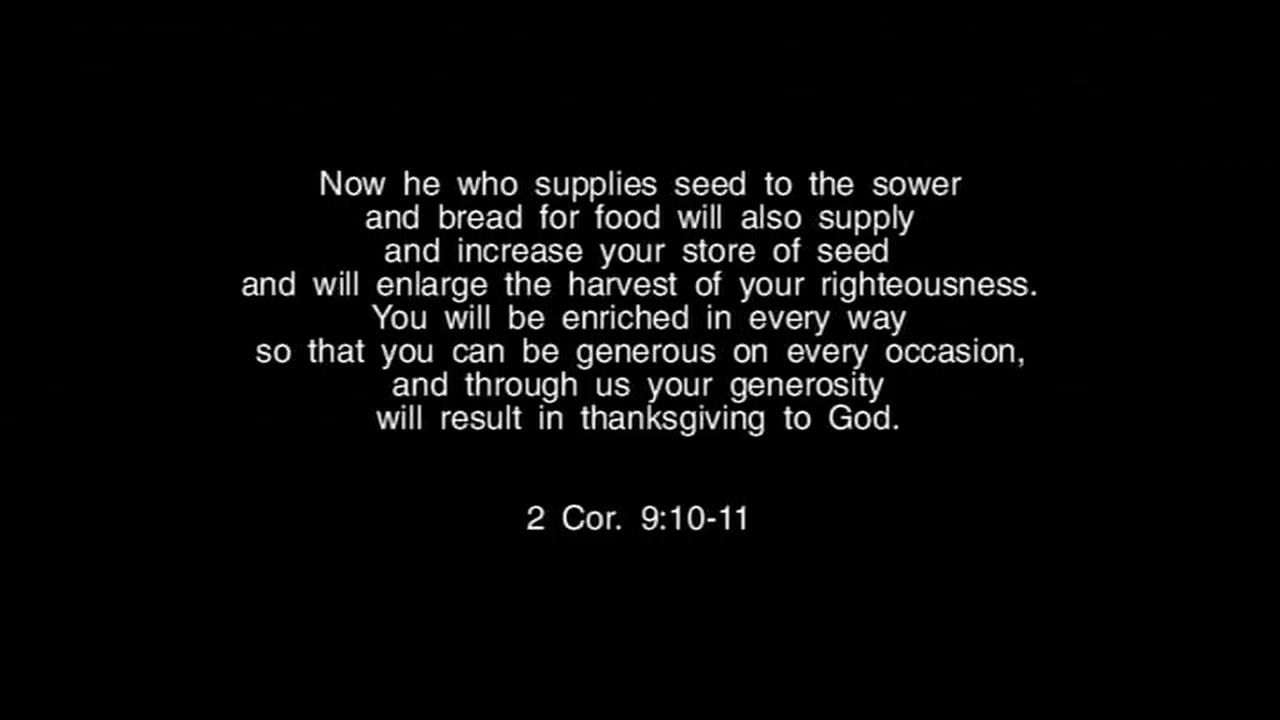 Now he who supplies seed to the sower
and bread for food will also supply
and increase your store of seed
and will enlarge the harvest of your righteousness.
You will be enriched in every way
so that you can be generous on every occasion,
and through us your generosity
will result in thanksgiving to God.
2 Cor. 9:10-11